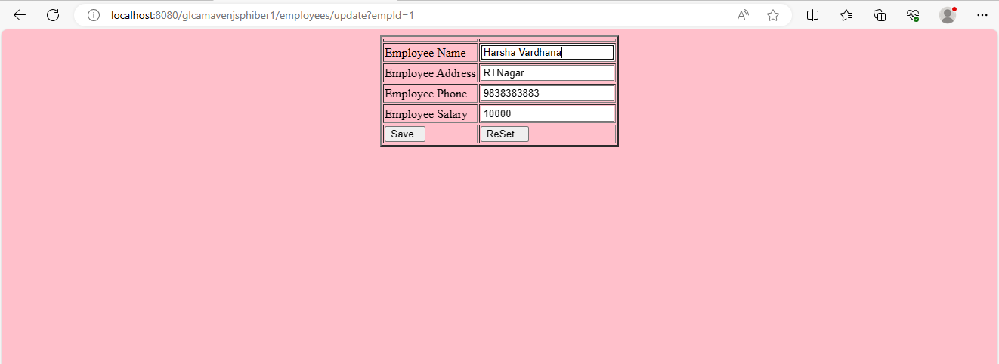 localhost:8080/glcamavenjsphiber1/employees/update?empId=1
Employee Name Harsha Vardhana
Employee Address RTNagar
Employee Phone 9838383883
Employee Salary 10000
Save.. ReSet...